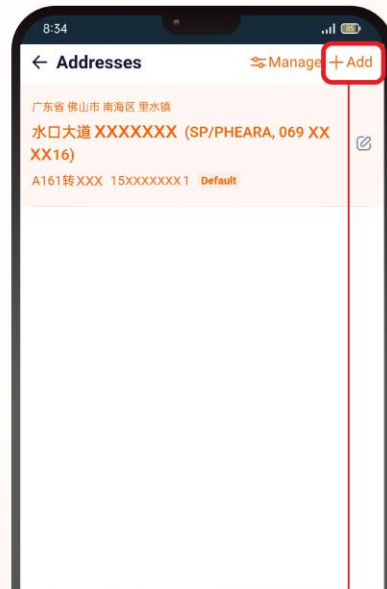 8:34
85
← Addresses Manage +Add
广东省 佛山市 南海区 里水镇
水口大道 XXXXXXX (SP/PHEARA, 069 XX
XX16)
A161转XXX 15XXXXXXX1 Default